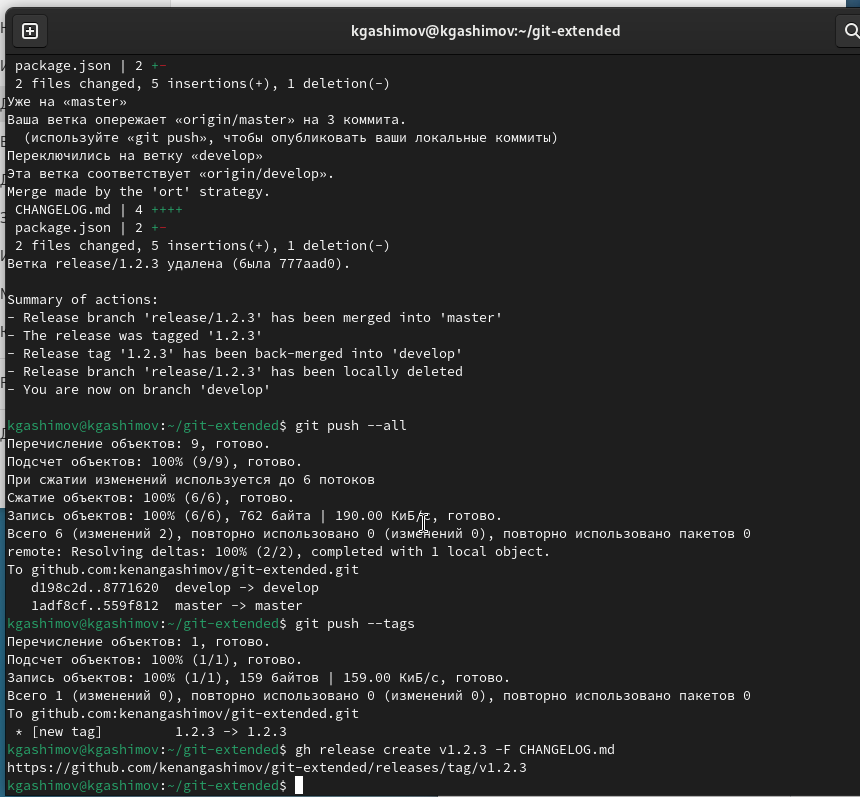 kgashimov@kgashimov:~/git-extended
package.json | 2 +-
2 files changed, 5 insertions(+), 1 deletion(-)
Уже на «master»
Ваша ветка опережает «origin/master» на 3 коммита.
(используйте «git push», чтобы опубликовать ваши локальные коммиты)
Переключились на ветку «develop»
Эта ветка соответствует «origin/develop».
Merge made by the 'ort' strategy.
CHANGELOG.md | 4 ++++
package.json | 2 +-
2 files changed, 5 insertions(+), 1 deletion(-)
Ветка release/1.2.3 удалена (была 777aad0).
Summary of actions:
- Release branch 'release/1.2.3' has been merged into 'master'
- The release was tagged '1.2.3'
- Release tag '1.2.3' has been back-merged into 'develop'
- Release branch 'release/1.2.3' has been locally deleted
- You are now on branch 'develop'
kgashimov@kgashimov:~/git-extended$ git push --all
Перечисление объектов: 9, готово.
Подсчет объектов: 100% (9/9), готово.
При сжатии изменений используется до 6 потоков
Сжатие объектов: 100% (6/6), готово.
Запись объектов: 100% (6/6), 762 байта | 190.00 КиБ/с, готово.
Всего 6 (изменений 2), повторно использовано 0 (изменений 0), повторно использовано пакетов 0
remote: Resolving deltas: 100% (2/2), completed with 1 local object.
To github.com:kenangashimov/git-extended.git
d198c2d..8771620 develop -> develop
1adf8cf..559f812 master -> master
kgashimov@kgashimov:~/git-extended$ git push --tags
Перечисление объектов: 1, готово.
Подсчет объектов: 100% (1/1), готово.
Запись объектов: 100% (1/1), 159 байтов | 159.00 КиБ/с, готово.
Всего 1 (изменений 0), повторно использовано 0 (изменений 0), повторно использовано пакетов 0
To github.com:kenangashimov/git-extended.git
* [new tag] 1.2.3 -> 1.2.3
kgashimov@kgashimov:~/git-extended$ gh release create v1.2.3 -F CHANGELOG.md
https://github.com/kenangashimov/git-extended/releases/tag/v1.2.3
kgashimov@kgashimov:~/git-extended$